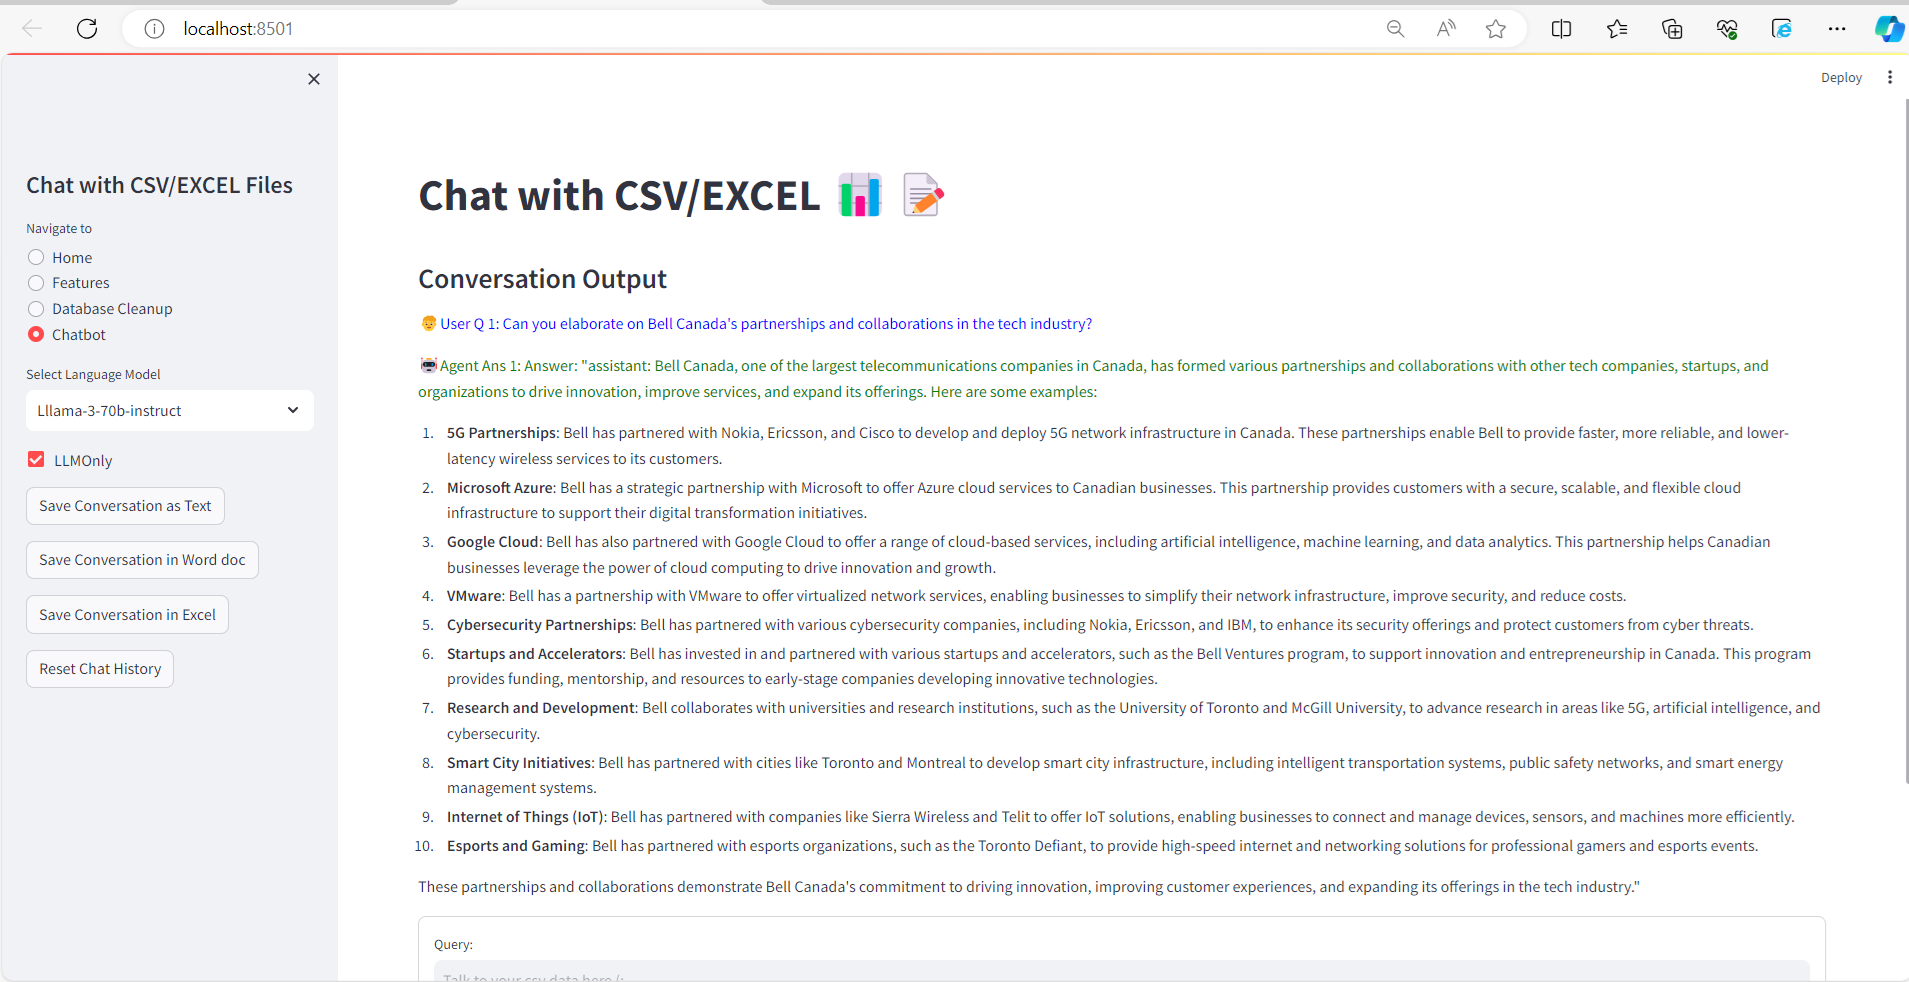 localhost:8501
Deploy
Chat with CSV/EXCEL Files
Navigate to
Home
Features
Database Cleanup
Chatbot
Select Language Model
Lllama-3-70b-instruct
LLMOnly
Save Conversation as Text
Save Conversation in Word doc
Save Conversation in Excel
Reset Chat History
Chat with CSV/EXCEL
Conversation Output
User Q 1: Can you elaborate on Bell Canada's partnerships and collaborations in the tech industry?
Agent Ans 1: Answer: "assistant: Bell Canada, one of the largest telecommunications companies in Canada, has formed various partnerships and collaborations with other tech companies, startups, and
organizations to drive innovation, improve services, and expand its offerings. Here are some examples:
1. 5G Partnerships: Bell has partnered with Nokia, Ericsson, and Cisco to develop and deploy 5G network infrastructure in Canada. These partnerships enable Bell to provide faster, more reliable, and lower-
latency wireless services to its customers.
2. Microsoft Azure: Bell has a strategic partnership with Microsoft to offer Azure cloud services to Canadian businesses. This partnership provides customers with a secure, scalable, and flexible cloud
infrastructure to support their digital transformation initiatives.
3. Google Cloud: Bell has also partnered with Google Cloud to offer a range of cloud-based services, including artificial intelligence, machine learning, and data analytics. This partnership helps Canadian
businesses leverage the power of cloud computing to drive innovation and growth.
4. VMware: Bell has a partnership with VMware to offer virtualized network services, enabling businesses to simplify their network infrastructure, improve security, and reduce costs.
5. Cybersecurity Partnerships: Bell has partnered with various cybersecurity companies, including Nokia, Ericsson, and IBM, to enhance its security offerings and protect customers from cyber threats.
6. Startups and Accelerators: Bell has invested in and partnered with various startups and accelerators, such as the Bell Ventures program, to support innovation and entrepreneurship in Canada. This program
provides funding, mentorship, and resources to early-stage companies developing innovative technologies.
7. Research and Development: Bell collaborates with universities and research institutions, such as the University of Toronto and McGill University, to advance research in areas like 5G, artificial intelligence, and
cybersecurity.
8. Smart City Initiatives: Bell has partnered with cities like Toronto and Montreal to develop smart city infrastructure, including intelligent transportation systems, public safety networks, and smart energy
management systems.
9. Internet of Things (IoT): Bell has partnered with companies like Sierra Wireless and Telit to offer IoT solutions, enabling businesses to connect and manage devices, sensors, and machines more efficiently.
10. Esports and Gaming: Bell has partnered with esports organizations, such as the Toronto Defiant, to provide high-speed internet and networking solutions for professional gamers and esports events.
These partnerships and collaborations demonstrate Bell Canada's commitment to driving innovation, improving customer experiences, and expanding its offerings in the tech industry."
Query:
Talk to your csv data here (: